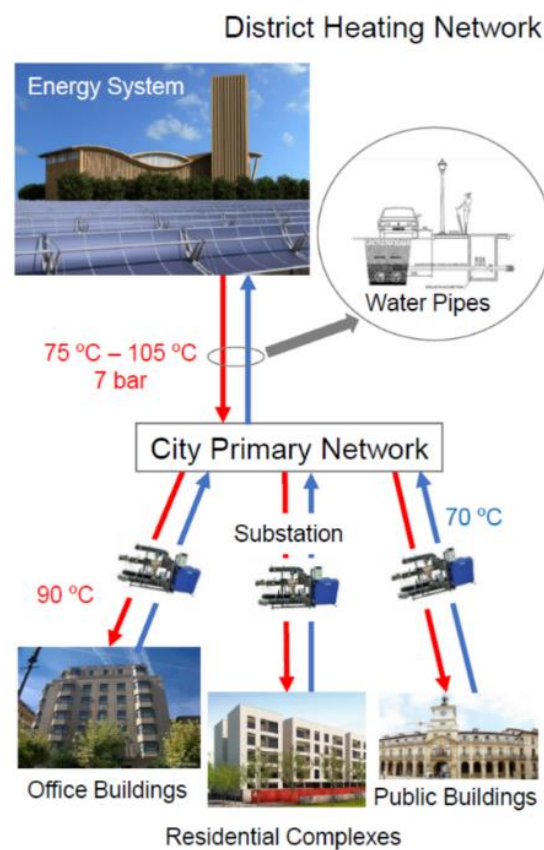 District Heating Network
Energy System
Water Pipes
75 ºC – 105 ºC
7 bar
City Primary Network
Substation
70 ºC
90 ºC
Office Buildings
Public Buildings
Residential Complexes